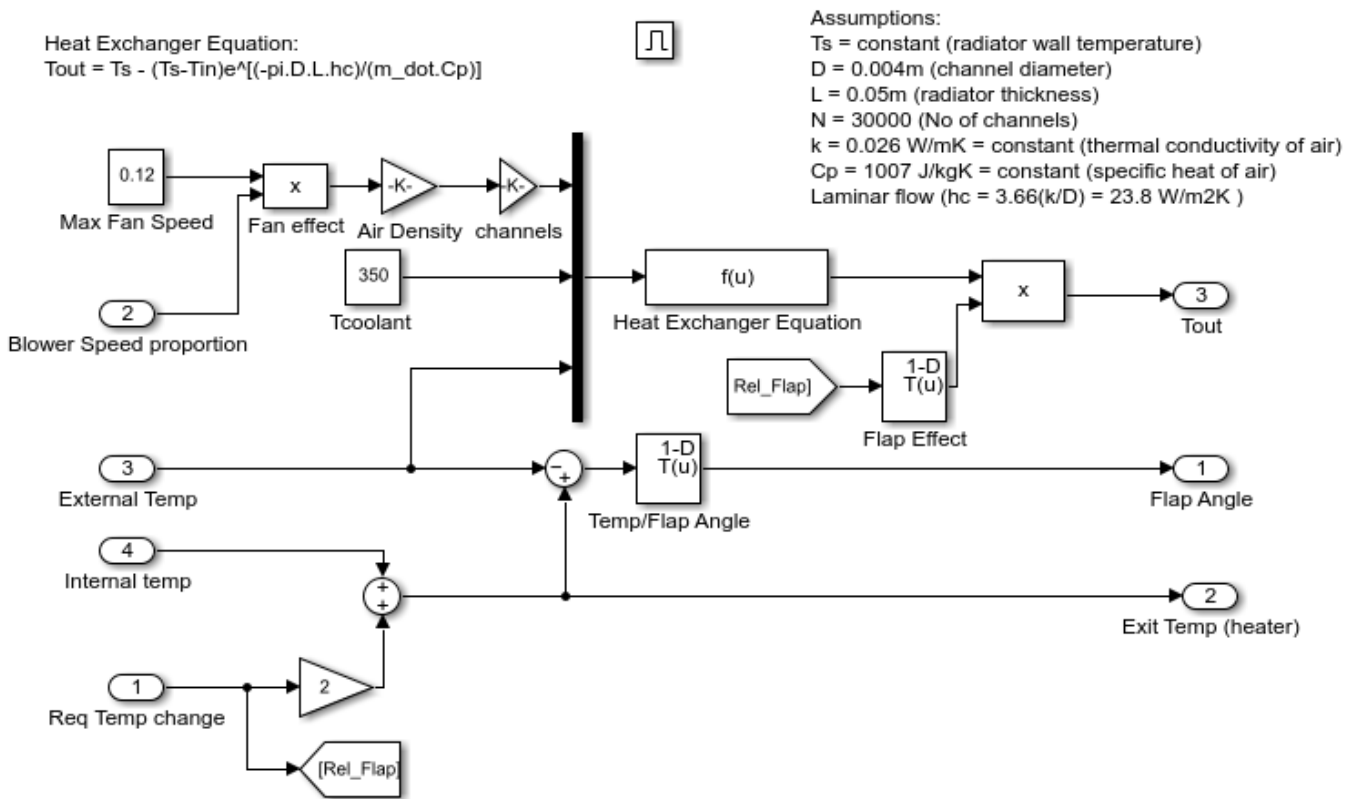 Heat Exchanger Equation:
Tout = Ts - (Ts-Tin)e^[(-pi.D.L.hc)/(m_dot.Cp)]
Assumptions:
Ts = constant (radiator wall temperature)
D = 0.004m (channel diameter)
L = 0.05m (radiator thickness)
N = 30000 (No of channels)
k = 0.026 W/mK = constant (thermal conductivity of air)
Cp = 1007 J/kgK = constant (specific heat of air)
Laminar flow (hc = 3.66(k/D) = 23.8 W/m2K )
0.12
Max Fan Speed
x
Fan effect
-K-
Air Density
-K-
channels
2
Blower Speed proportion
350
Tcoolant
f(u)
Heat Exchanger Equation
x
3
Tout
Rel_Flap]
1-D
T(u)
Flap Effect
3
External Temp
−
+
1-D
T(u)
Temp/Flap Angle
1
Flap Angle
4
Internal temp
+
+
2
Exit Temp (heater)
1
Req Temp change
2
[Rel_Flap]